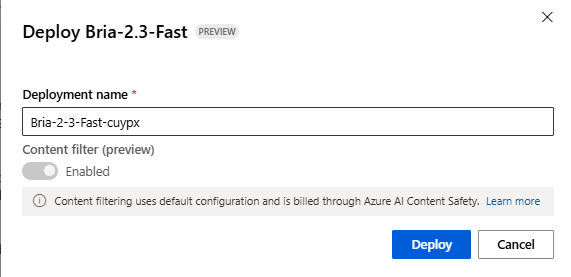 Deploy Bria-2.3-Fast PREVIEW
Deployment name *
Bria-2-3-Fast-cuypx
Content filter (preview)
Enabled
Content filtering uses default configuration and is billed through Azure AI Content Safety. Learn more
Deploy Cancel